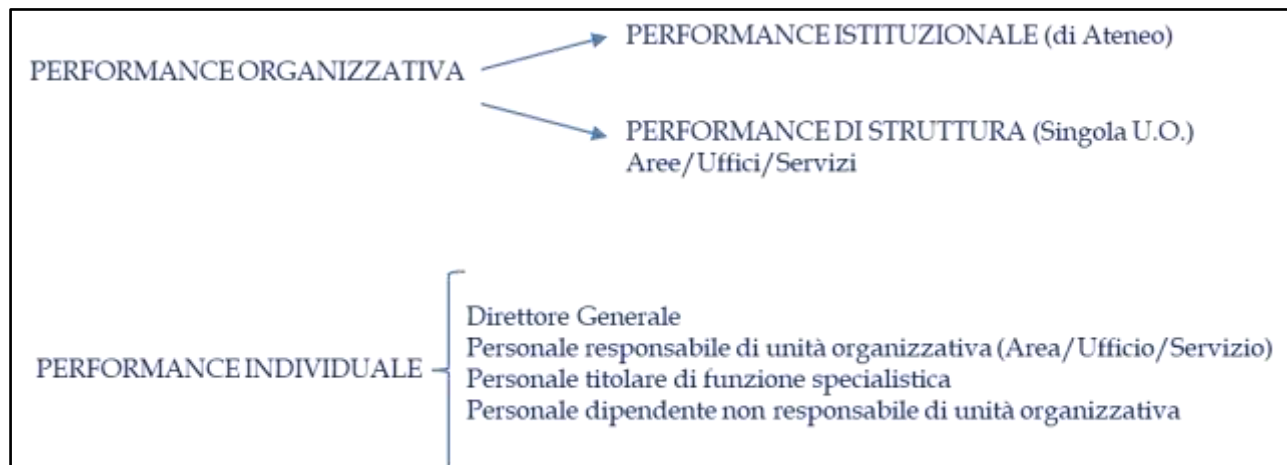 PERFORMANCE ORGANIZZATIVA
PERFORMANCE ISTITUZIONALE (di Ateneo)
PERFORMANCE DI STRUTTURA (Singola U.O.)
Aree/Uffici/Servizi
PERFORMANCE INDIVIDUALE
Direttore Generale
Personale responsabile di unità organizzativa (Area/Ufficio/Servizio)
Personale titolare di funzione specialistica
Personale dipendente non responsabile di unità organizzativa